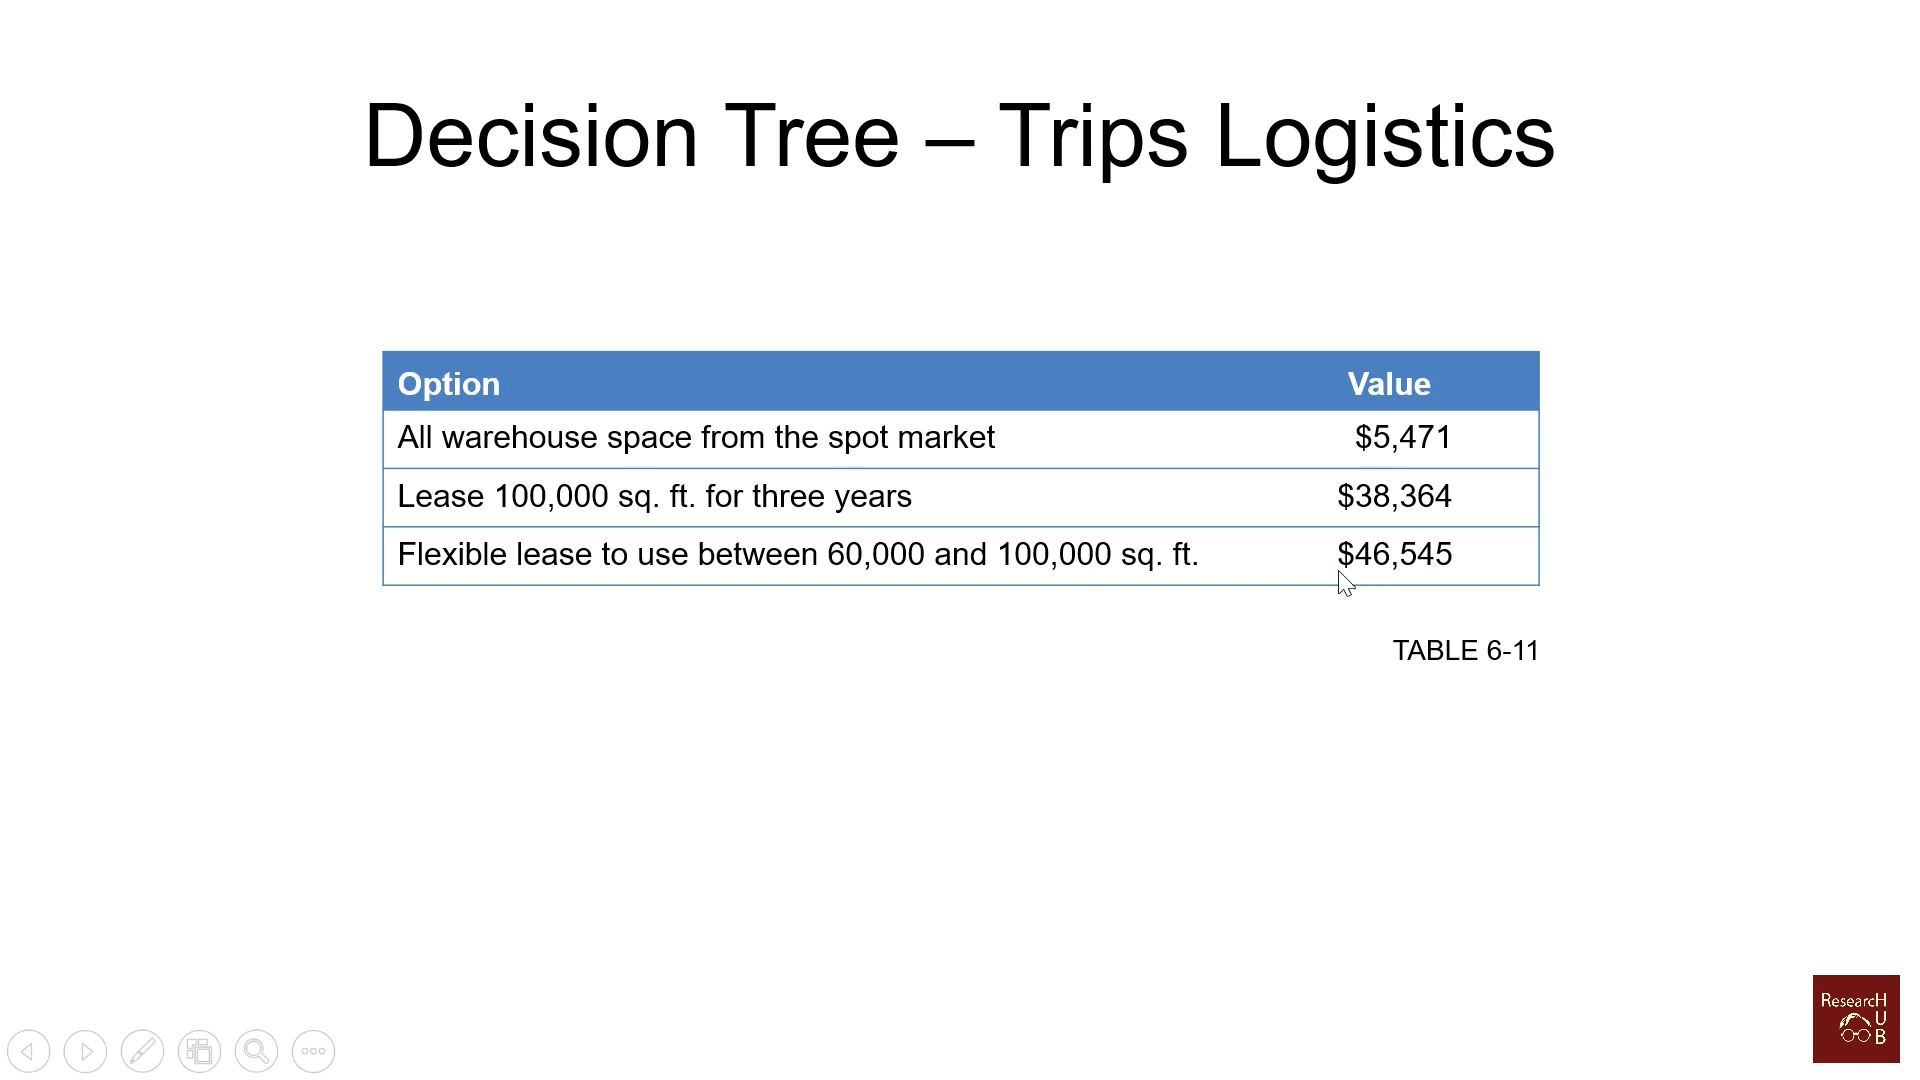 Decision Tree – Trips Logistics
Option Value
All warehouse space from the spot market $5,471
Lease 100,000 sq. ft. for three years $38,364
Flexible lease to use between 60,000 and 100,000 sq. ft. $46,545
TABLE 6-11
ResearcH
U
B